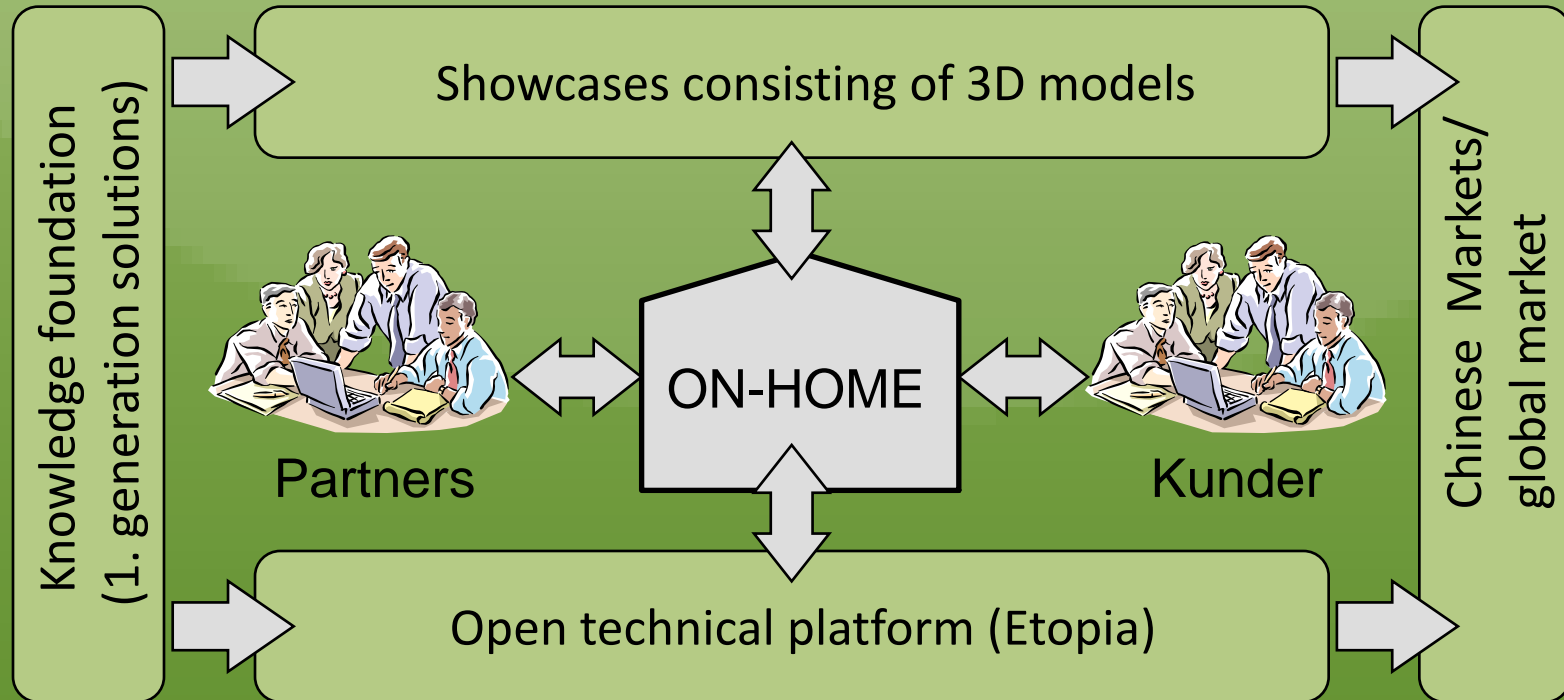 Knowledge foundation
(1. generation solutions)
Showcases consisting of 3D models
Partners
ON-HOME
Kunder
Open technical platform (Etopia)
Chinese Markets/
global market